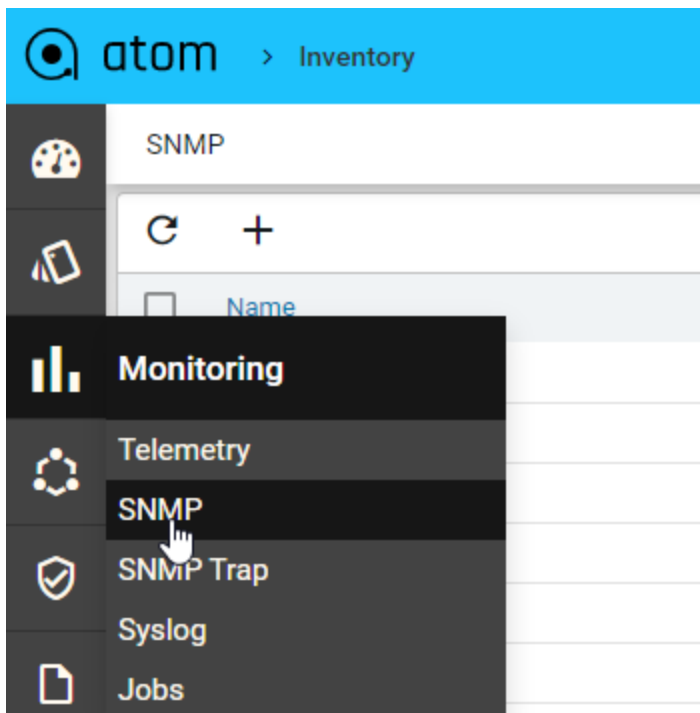 atom > Inventory
SNMP
Name
Monitoring
Telemetry
SNMP
SNMP Trap
Syslog
Jobs